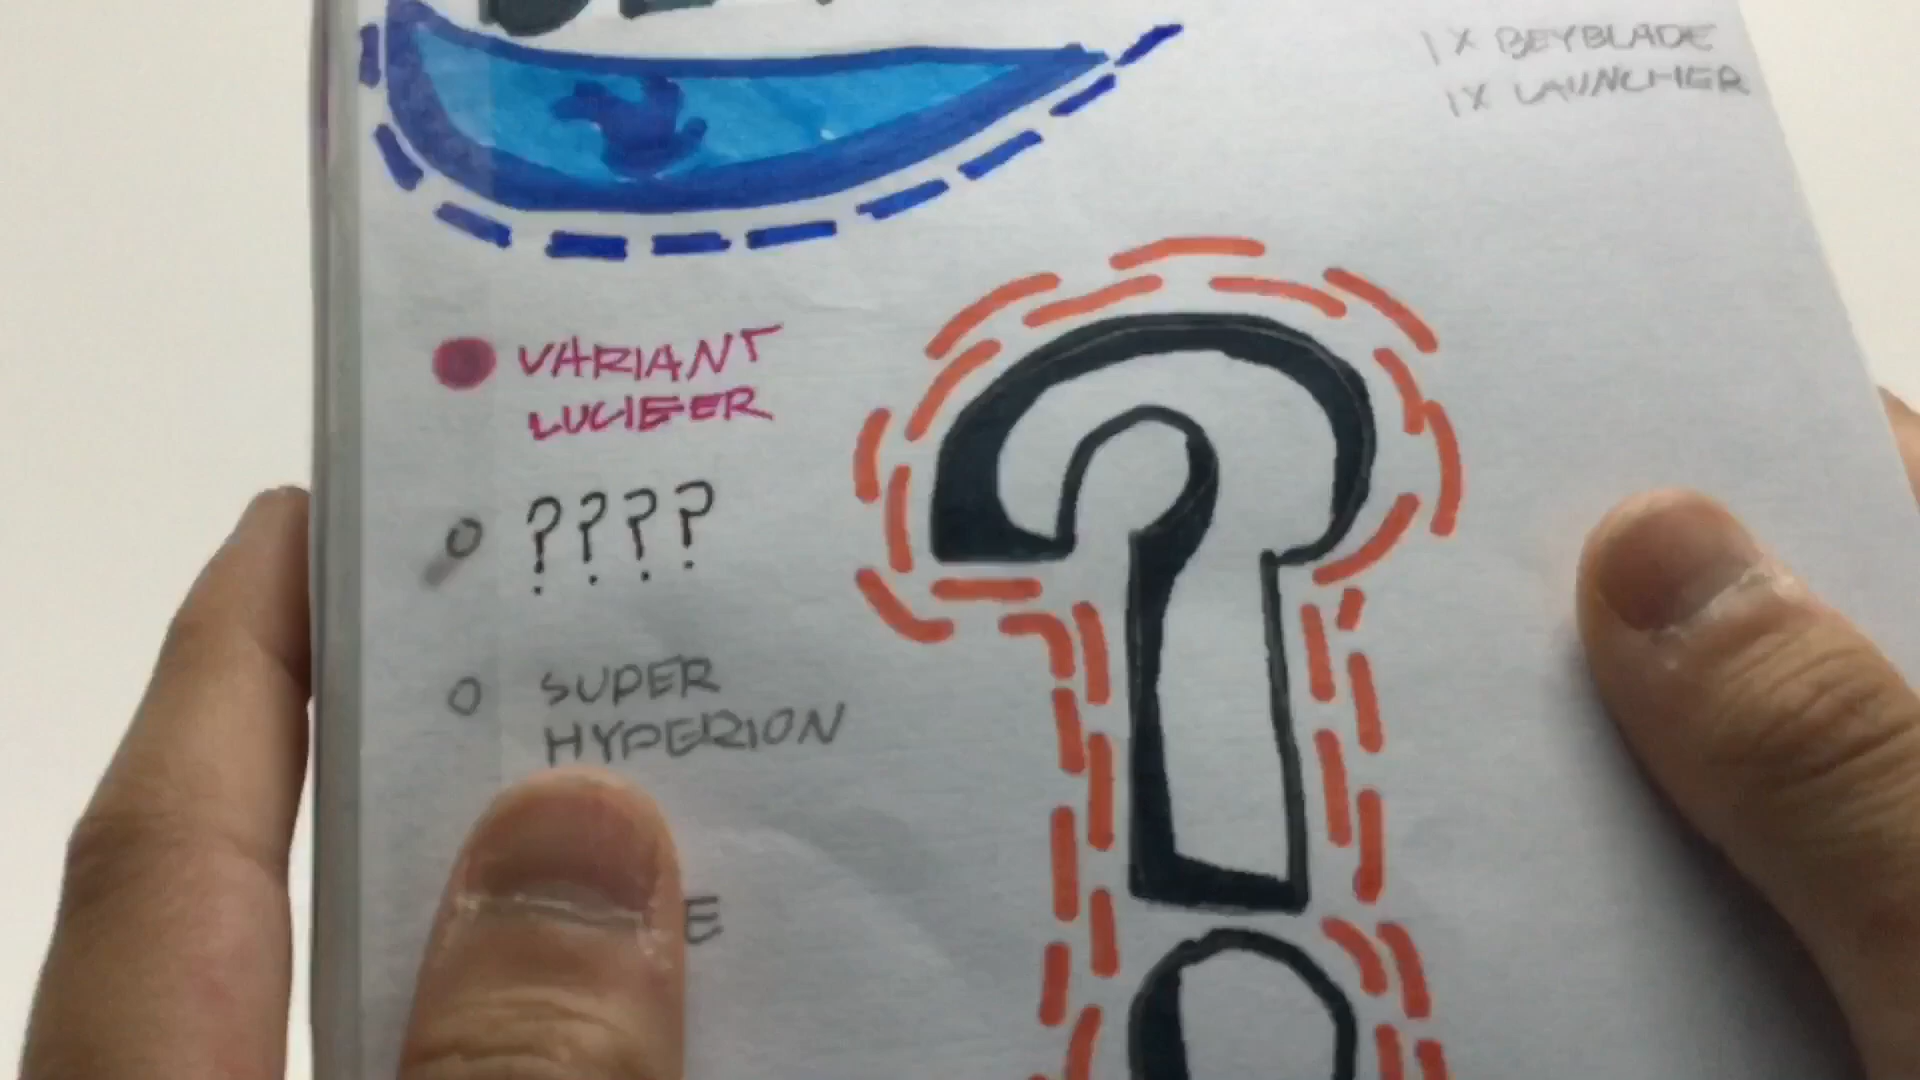 1X BEYBLADE
1X LAUNCHER
VARIANT
LUCIFER
????
SUPER
HYPERION
?